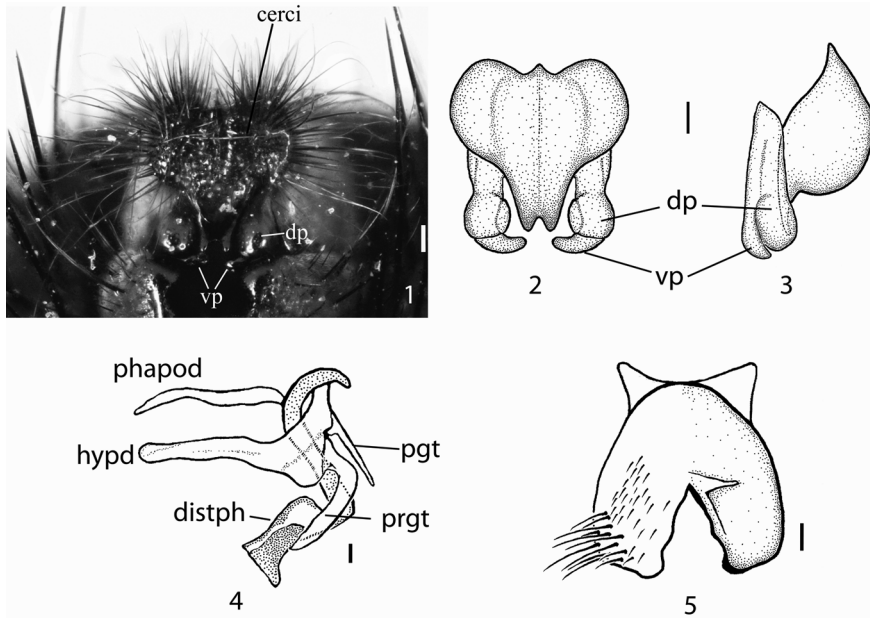 cerci
dp
vp
1
dp
vp
2
3
phapod
hypd
pgt
distph
prgt
4
5